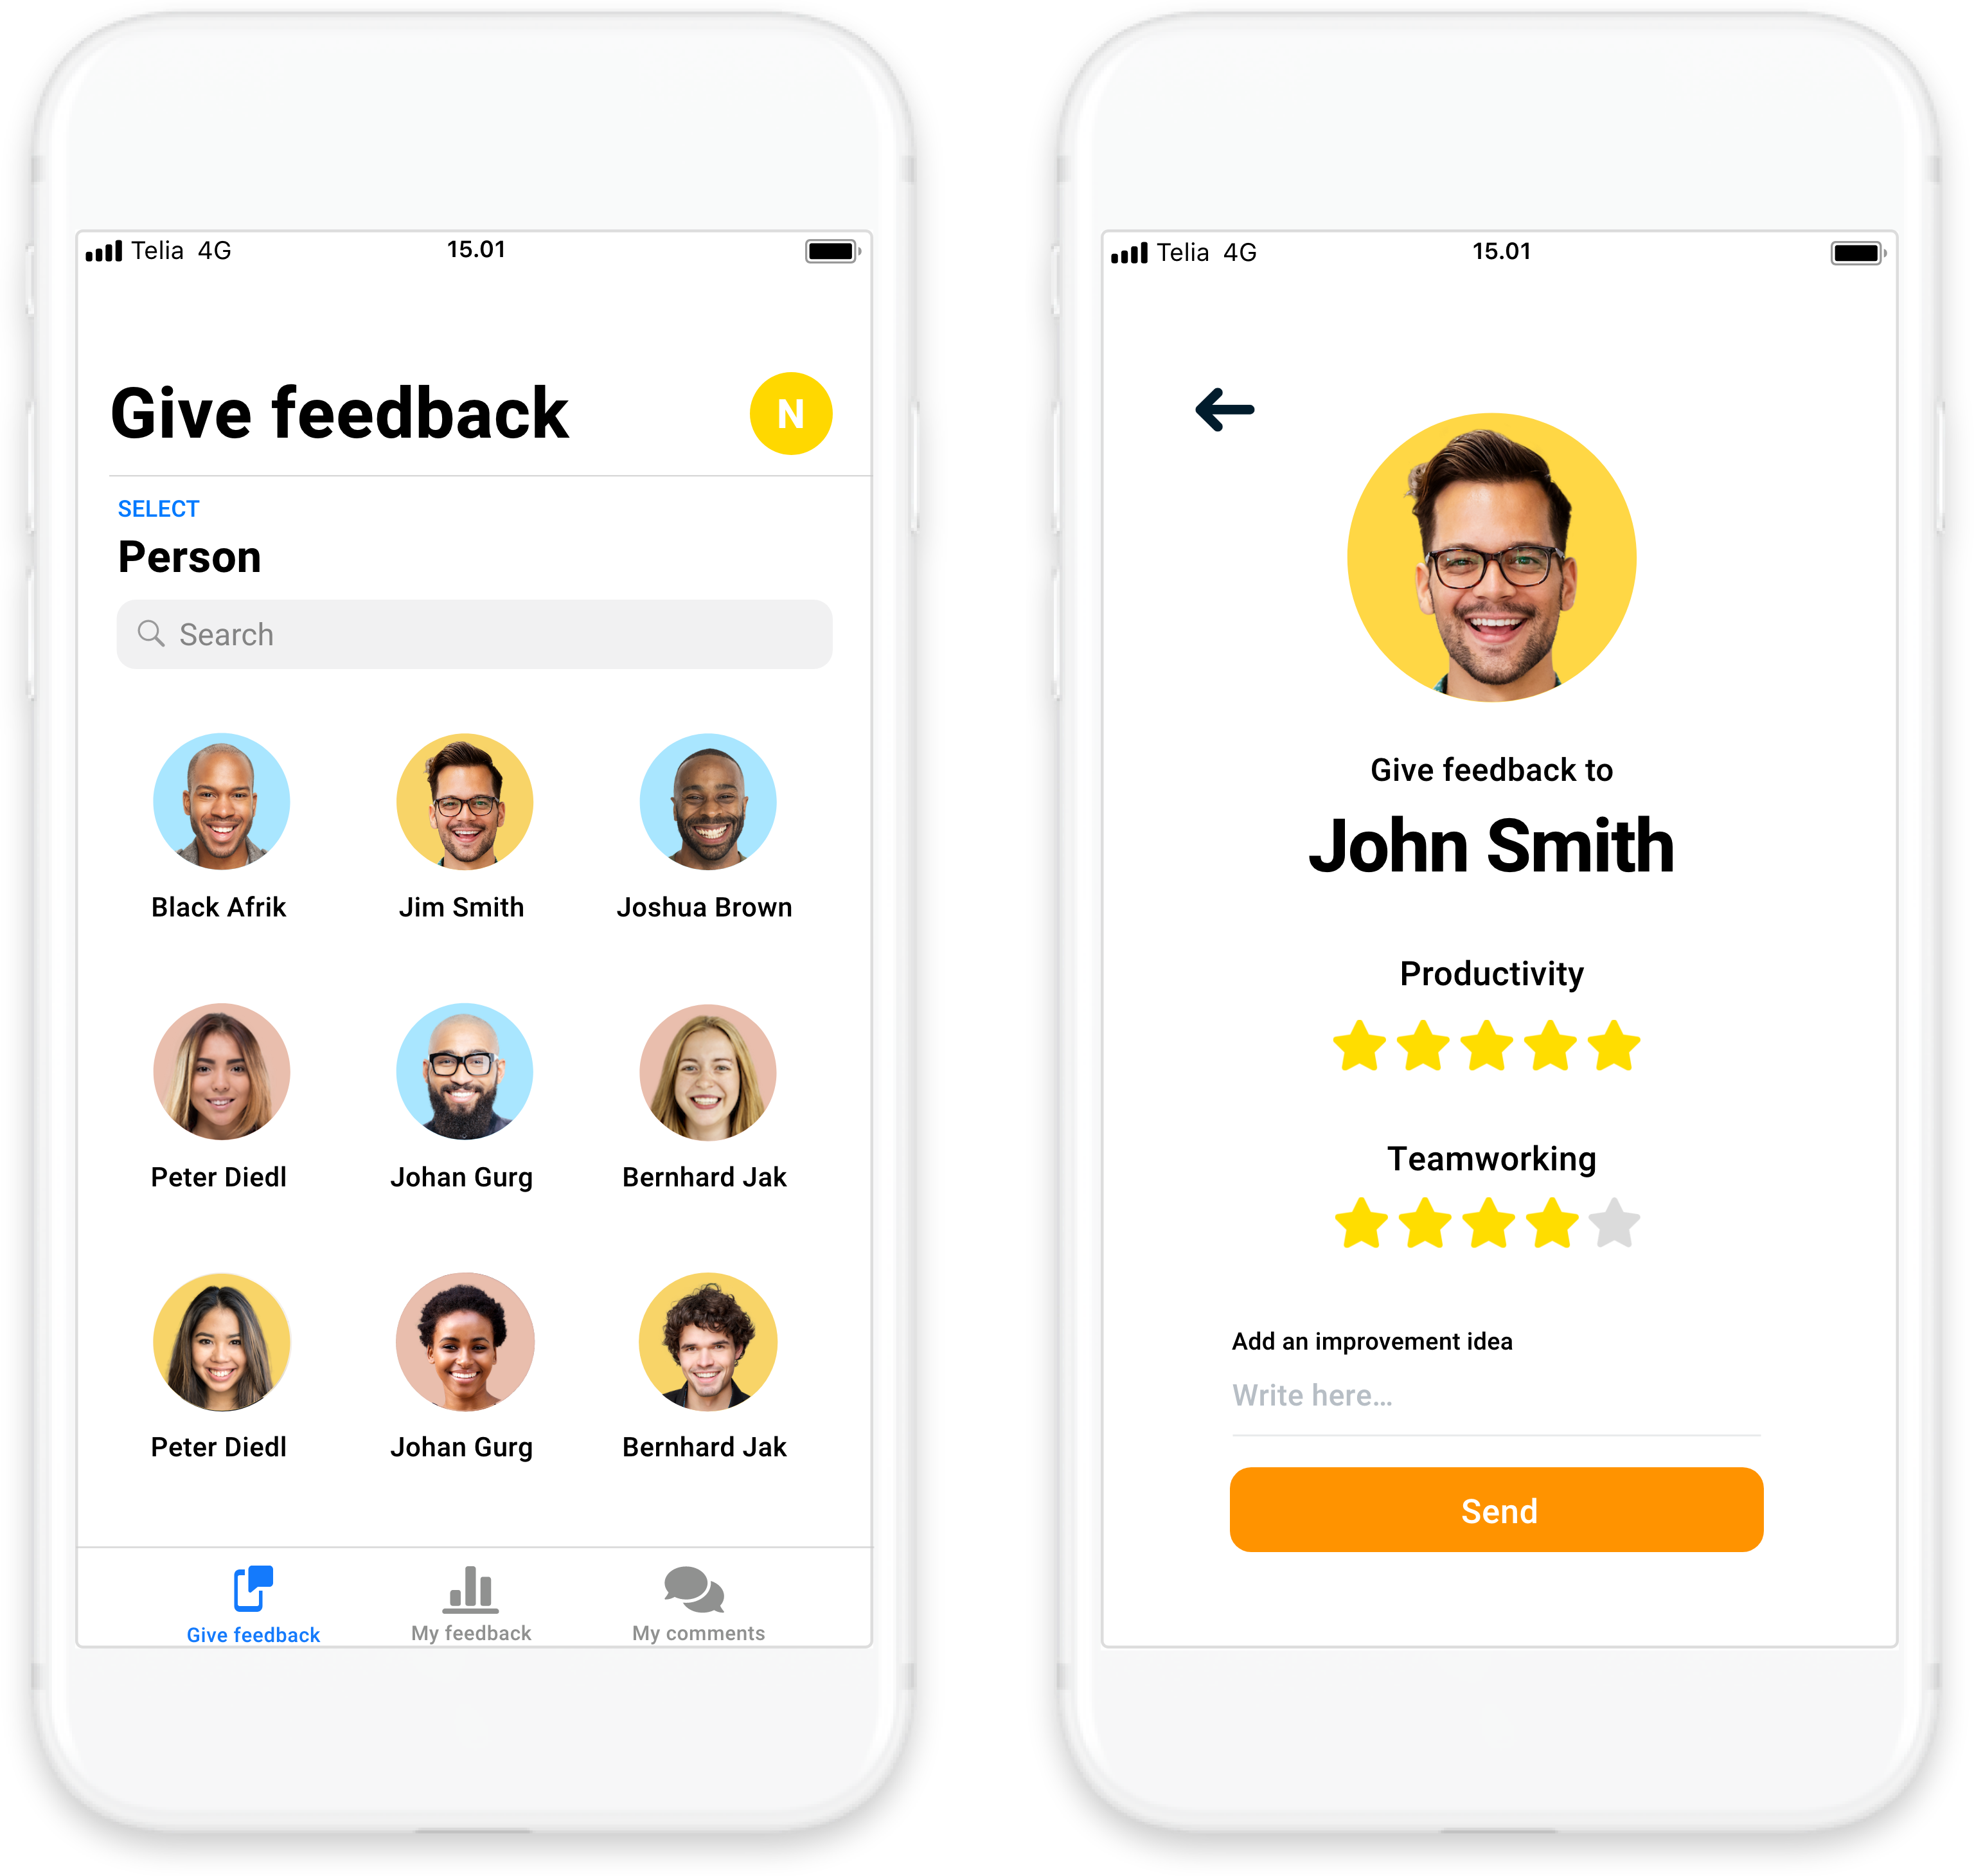 Telia 4G 15.01
Give feedback N
SELECT
Person
Search
Black Afrik Jim Smith Joshua Brown
Peter Diedl Johan Gurg Bernhard Jak
Peter Diedl Johan Gurg Bernhard Jak
Give feedback My feedback My comments
Telia 4G 15.01
Give feedback to
John Smith
Productivity
Teamworking
Add an improvement idea
Write here...
Send